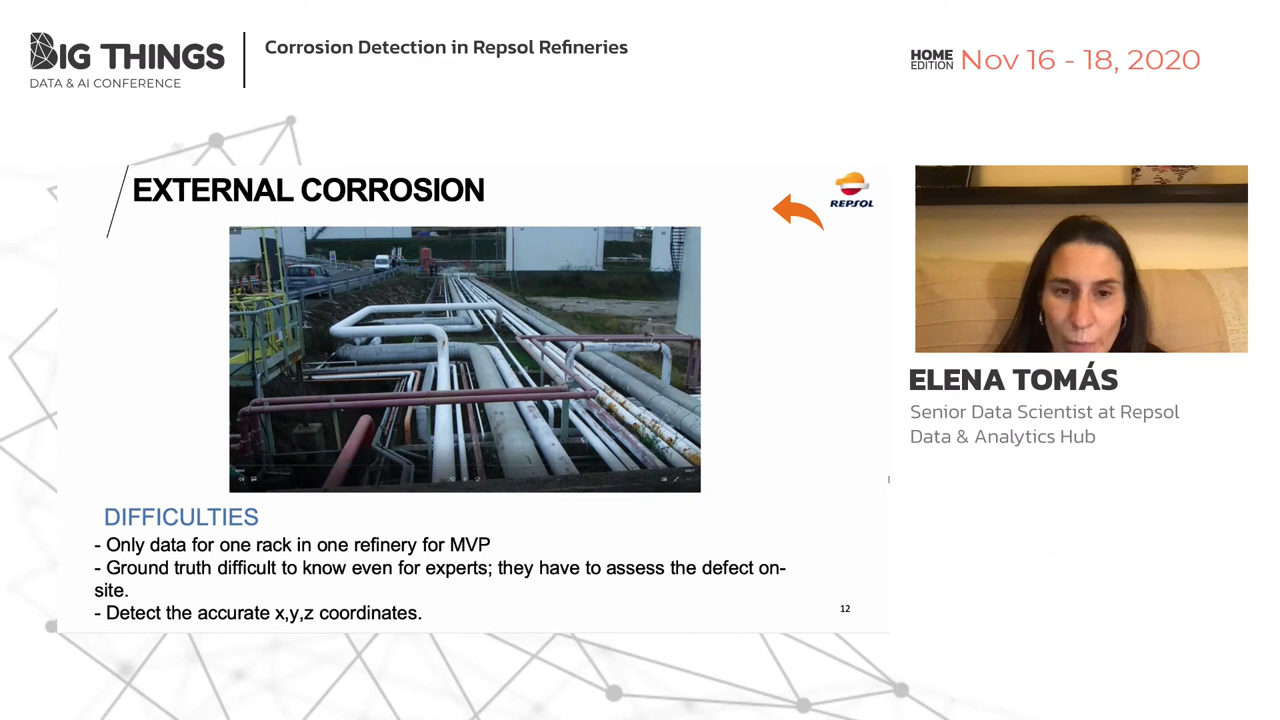 BIG THINGS
DATA & AI CONFERENCE
Corrosion Detection in Repsol Refineries
HOME
EDITION
Nov 16 - 18, 2020
EXTERNAL CORROSION
REPSOL
DIFFICULTIES
- Only data for one rack in one refinery for MVP
- Ground truth difficult to know even for experts; they have to assess the defect on-
site.
- Detect the accurate x,y,z coordinates.
12
ELENA TOMÁS
Senior Data Scientist at Repsol
Data & Analytics Hub